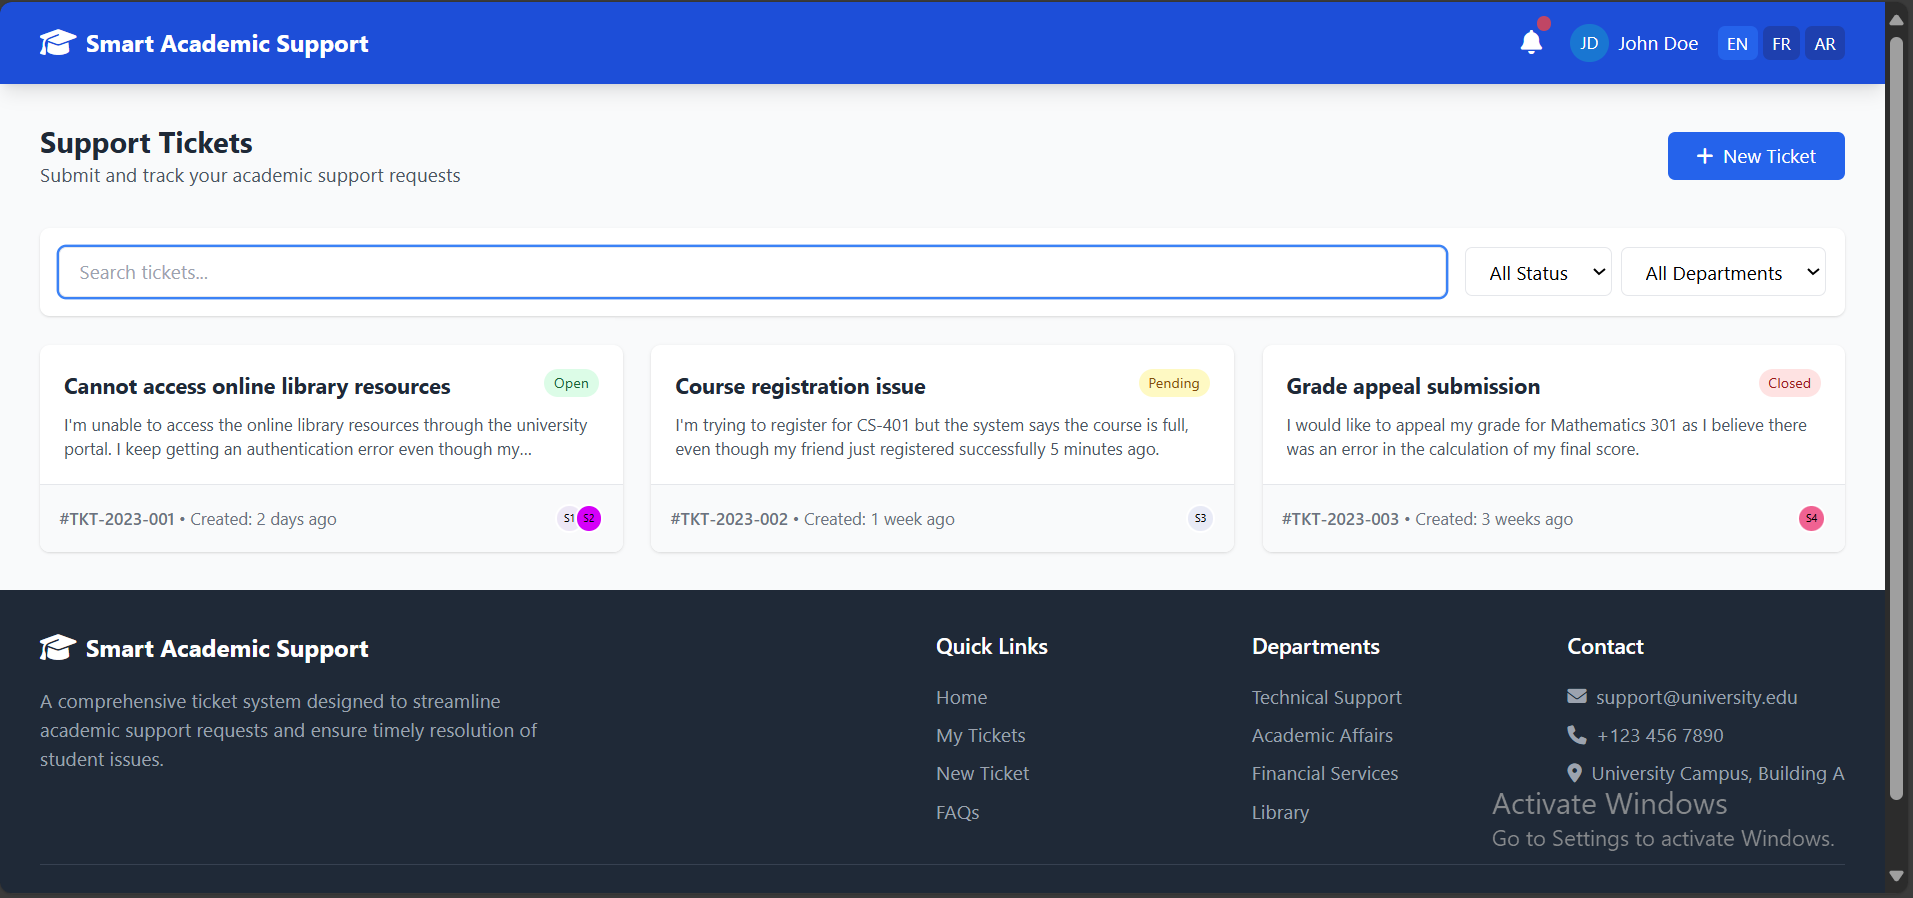 Smart Academic Support
JD John Doe EN FR AR
Support Tickets
Submit and track your academic support requests
New Ticket
Search tickets...
All Status
All Departments
Cannot access online library resources
Open
I'm unable to access the online library resources through the university
portal. I keep getting an authentication error even though my...
#TKT-2023-001 • Created: 2 days ago
S1 S2
Course registration issue
Pending
I'm trying to register for CS-401 but the system says the course is full,
even though my friend just registered successfully 5 minutes ago.
#TKT-2023-002 • Created: 1 week ago
S3
Grade appeal submission
Closed
I would like to appeal my grade for Mathematics 301 as I believe there
was an error in the calculation of my final score.
#TKT-2023-003 • Created: 3 weeks ago
S4
Smart Academic Support
A comprehensive ticket system designed to streamline
academic support requests and ensure timely resolution of
student issues.
Quick Links
Home
My Tickets
New Ticket
FAQs
Departments
Technical Support
Academic Affairs
Financial Services
Library
Contact
support@university.edu
+123 456 7890
University Campus, Building A
Activate Windows
Go to Settings to activate Windows.